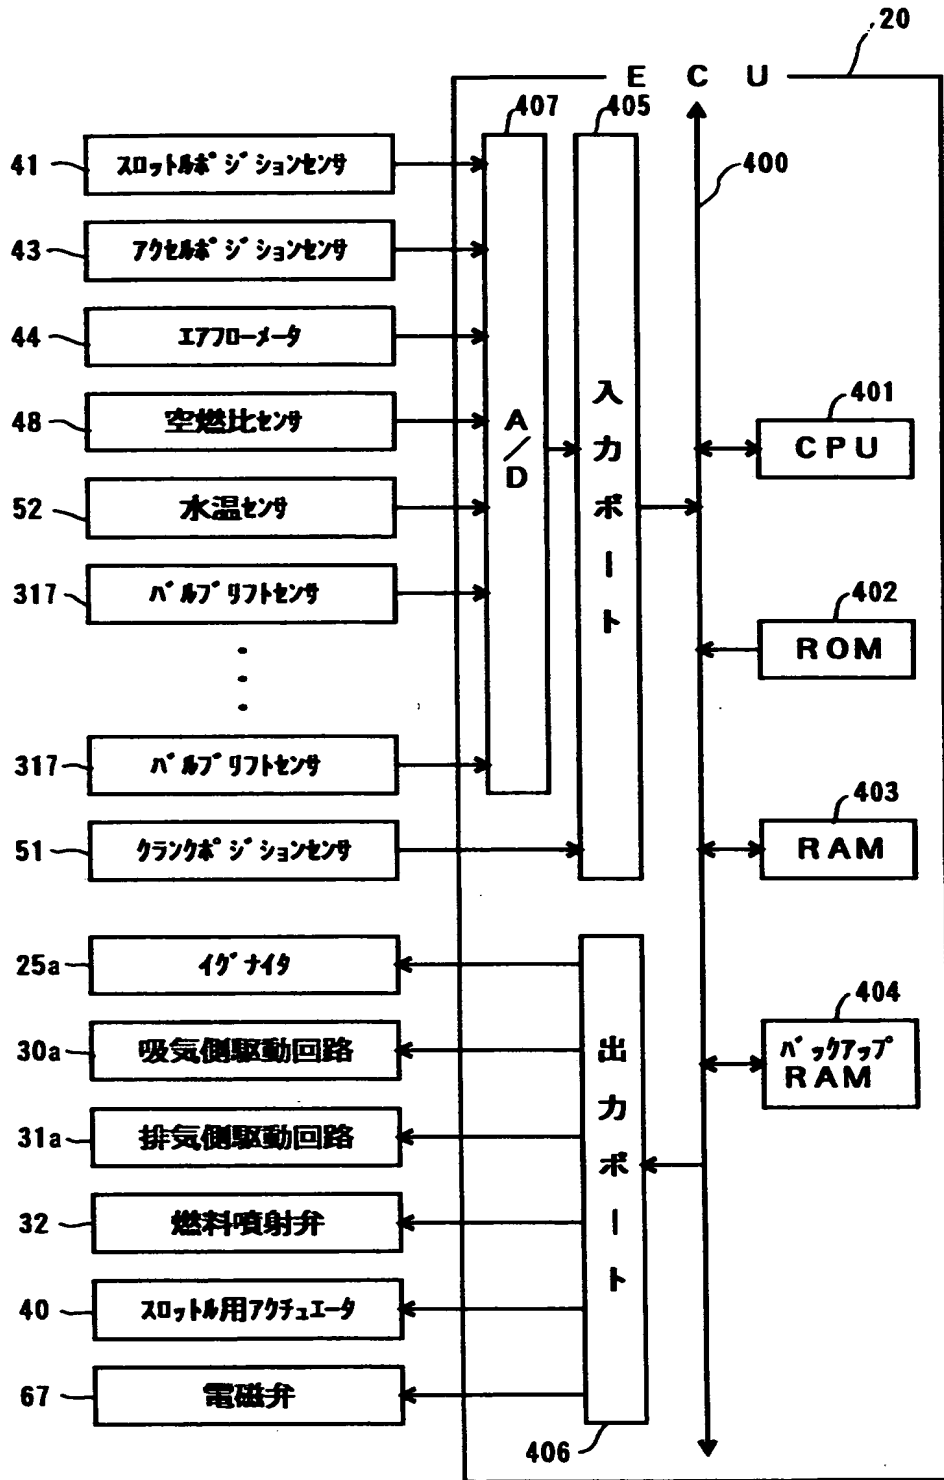 20
ECU
407
405
400
41
スロットルポジションセンサ
43
アクセルポジションセンサ
44
エアフローメータ
48
空燃比センサ
52
水温センサ
317
バルブリフトセンサ
317
バルブリフトセンサ
51
クランクポジションセンサ
A/D
入力ポート
401
CPU
402
ROM
403
RAM
404
バックアップ
RAM
25a
イグナイタ
30a
吸気側駆動回路
31a
排気側駆動回路
32
燃料噴射弁
40
スロットル用アクチュエータ
67
電磁弁
出力ポート
406